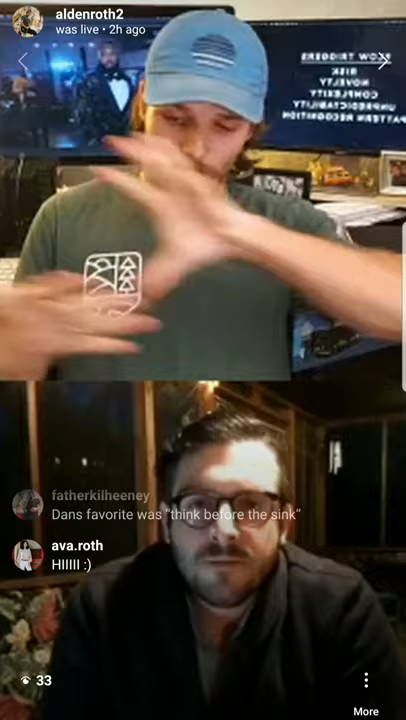 aldenroth2
was live • 2h ago
FLOW TRIGGERS
RISK
NOVELTY
COMPLEXITY
UNPREDICTABILITY
PATTERN RECOGNITION
fatherkilheeney
Dans favorite was “think before the sink”
ava.roth
HIIIII :)
33
More